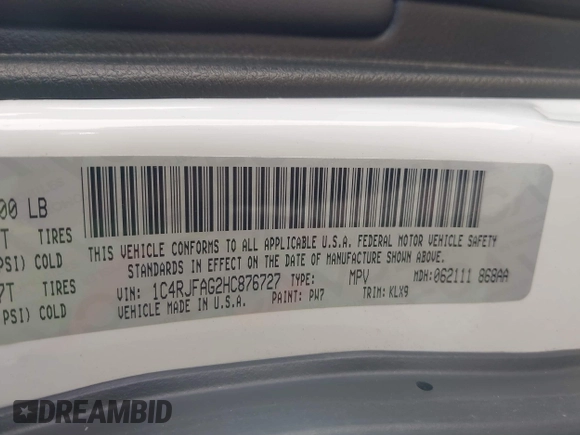 00 LB
T TIRES
PSI) COLD
7T TIRES
PSI) COLD
THIS VEHICLE CONFORMS TO ALL APPLICABLE U.S.A. FEDERAL MOTOR VEHICLE SAFETY
STANDARDS IN EFFECT ON THE DATE OF MANUFACTURE SHOWN ABOVE.
VIN: 1C4RJFAG2HC876727 TYPE: MPV MDH:062111 868AA
VEHICLE MADE IN U.S.A. PAINT: PW7 TRIM: KLX9
DREAMBID